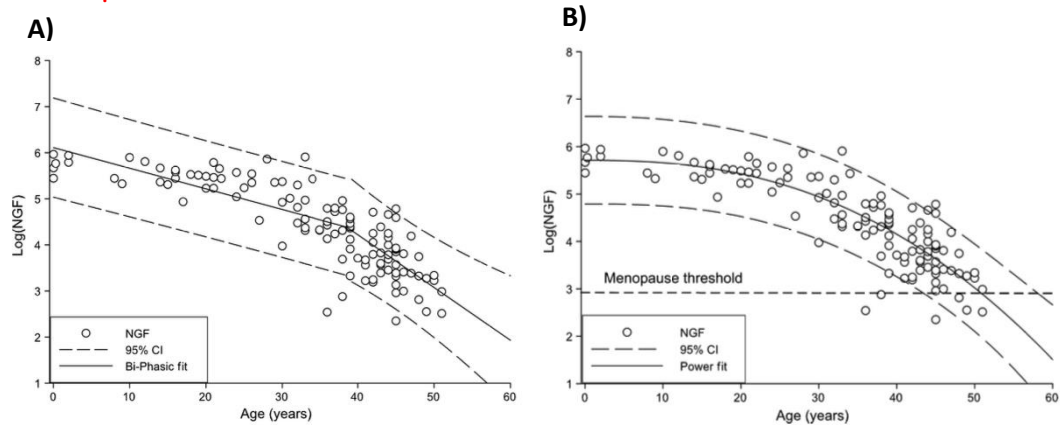 A)
8
7
6
5
4
3
2
1
Log(NGF)
NGF
95% CI
Bi-Phasic fit
0 10 20 30 40 50 60
Age (years)
B)
8
7
6
5
4
3
2
1
Log(NGF)
Menopause threshold
NGF
95% CI
Power fit
0 10 20 30 40 50 60
Age (years)